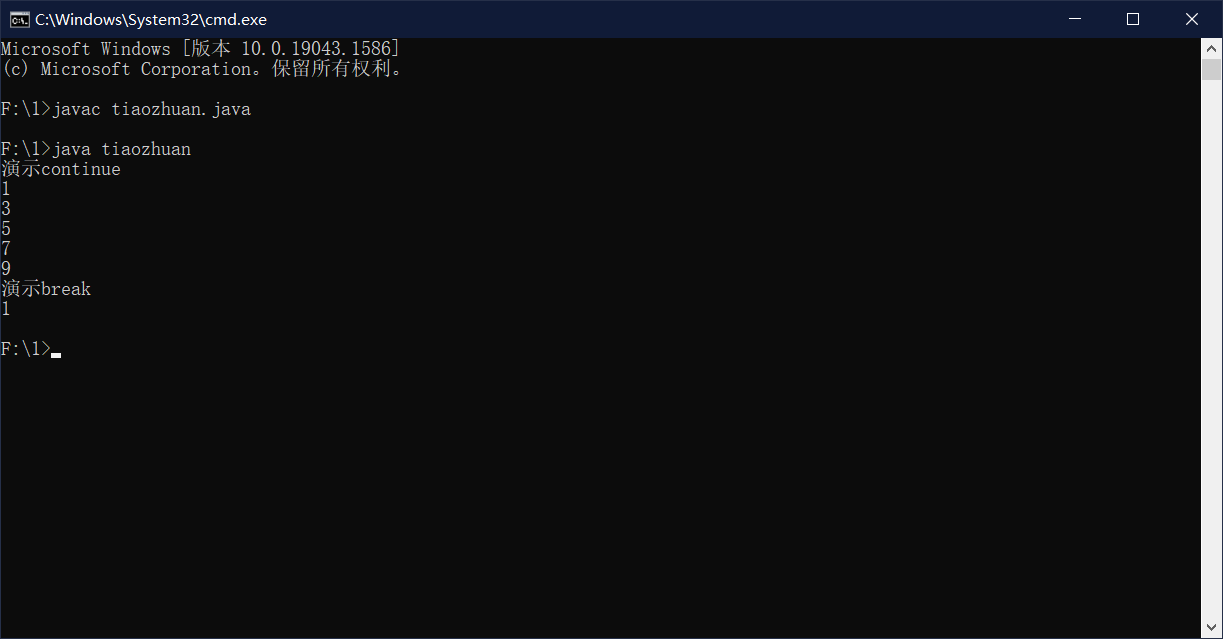 C:\Windows\System32\cmd.exe
Microsoft Windows [版本 10.0.19043.1586]
(c) Microsoft Corporation。保留所有权利。
F:\1>javac tiaozhuan.java
F:\1>java tiaozhuan
演示continue
1
3
5
7
9
演示break
1
F:\1>